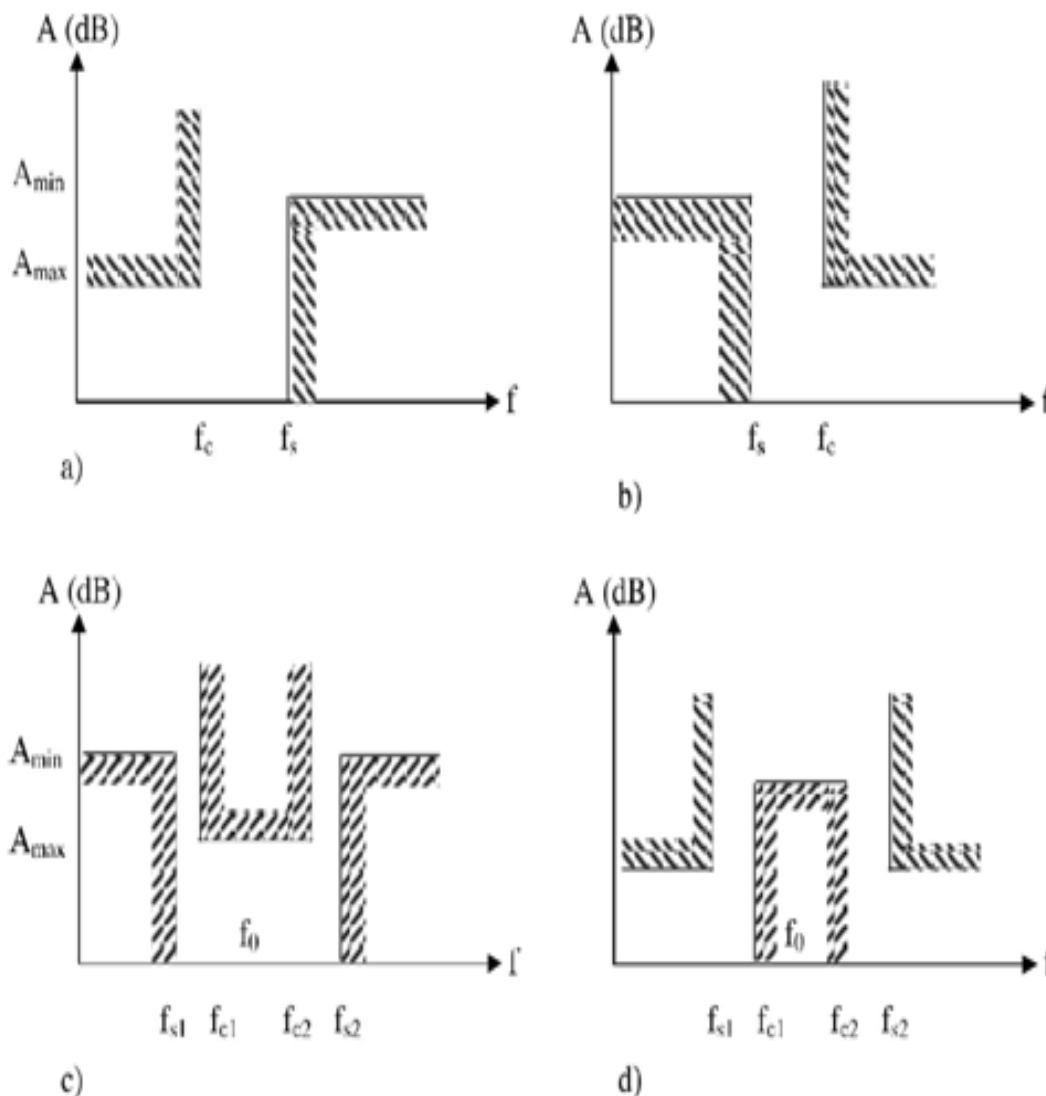 A (dB)
A_min
A_max
f_c f_s
f
a)
A (dB)
f_s f_c
f
b)
A (dB)
A_min
A_max
f_0
f
f_s1 f_c1 f_c2 f_s2
c)
A (dB)
f_0
f
f_s1 f_c1 f_c2 f_s2
d)